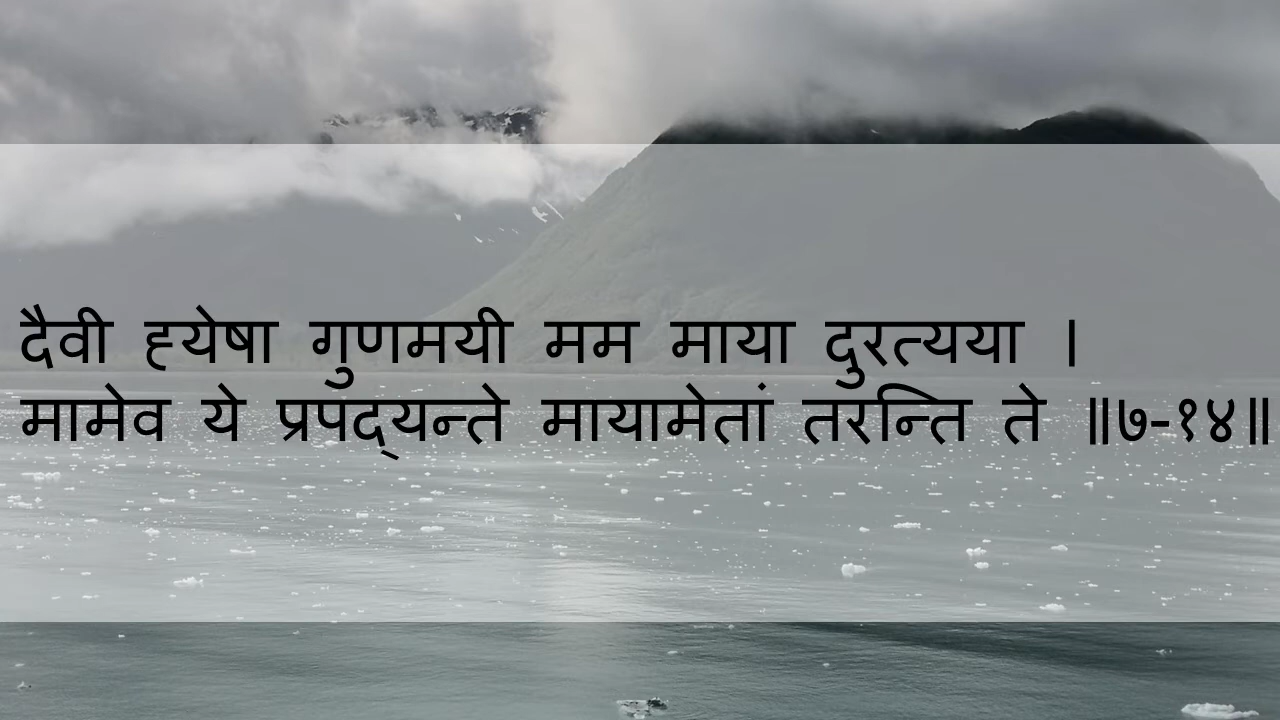 दैवी ह्येषा गुणमयी मम माया दुरत्यया ।
मामेव ये प्रपद्यन्ते मायामेतां तरन्ति ते ॥७-१४॥